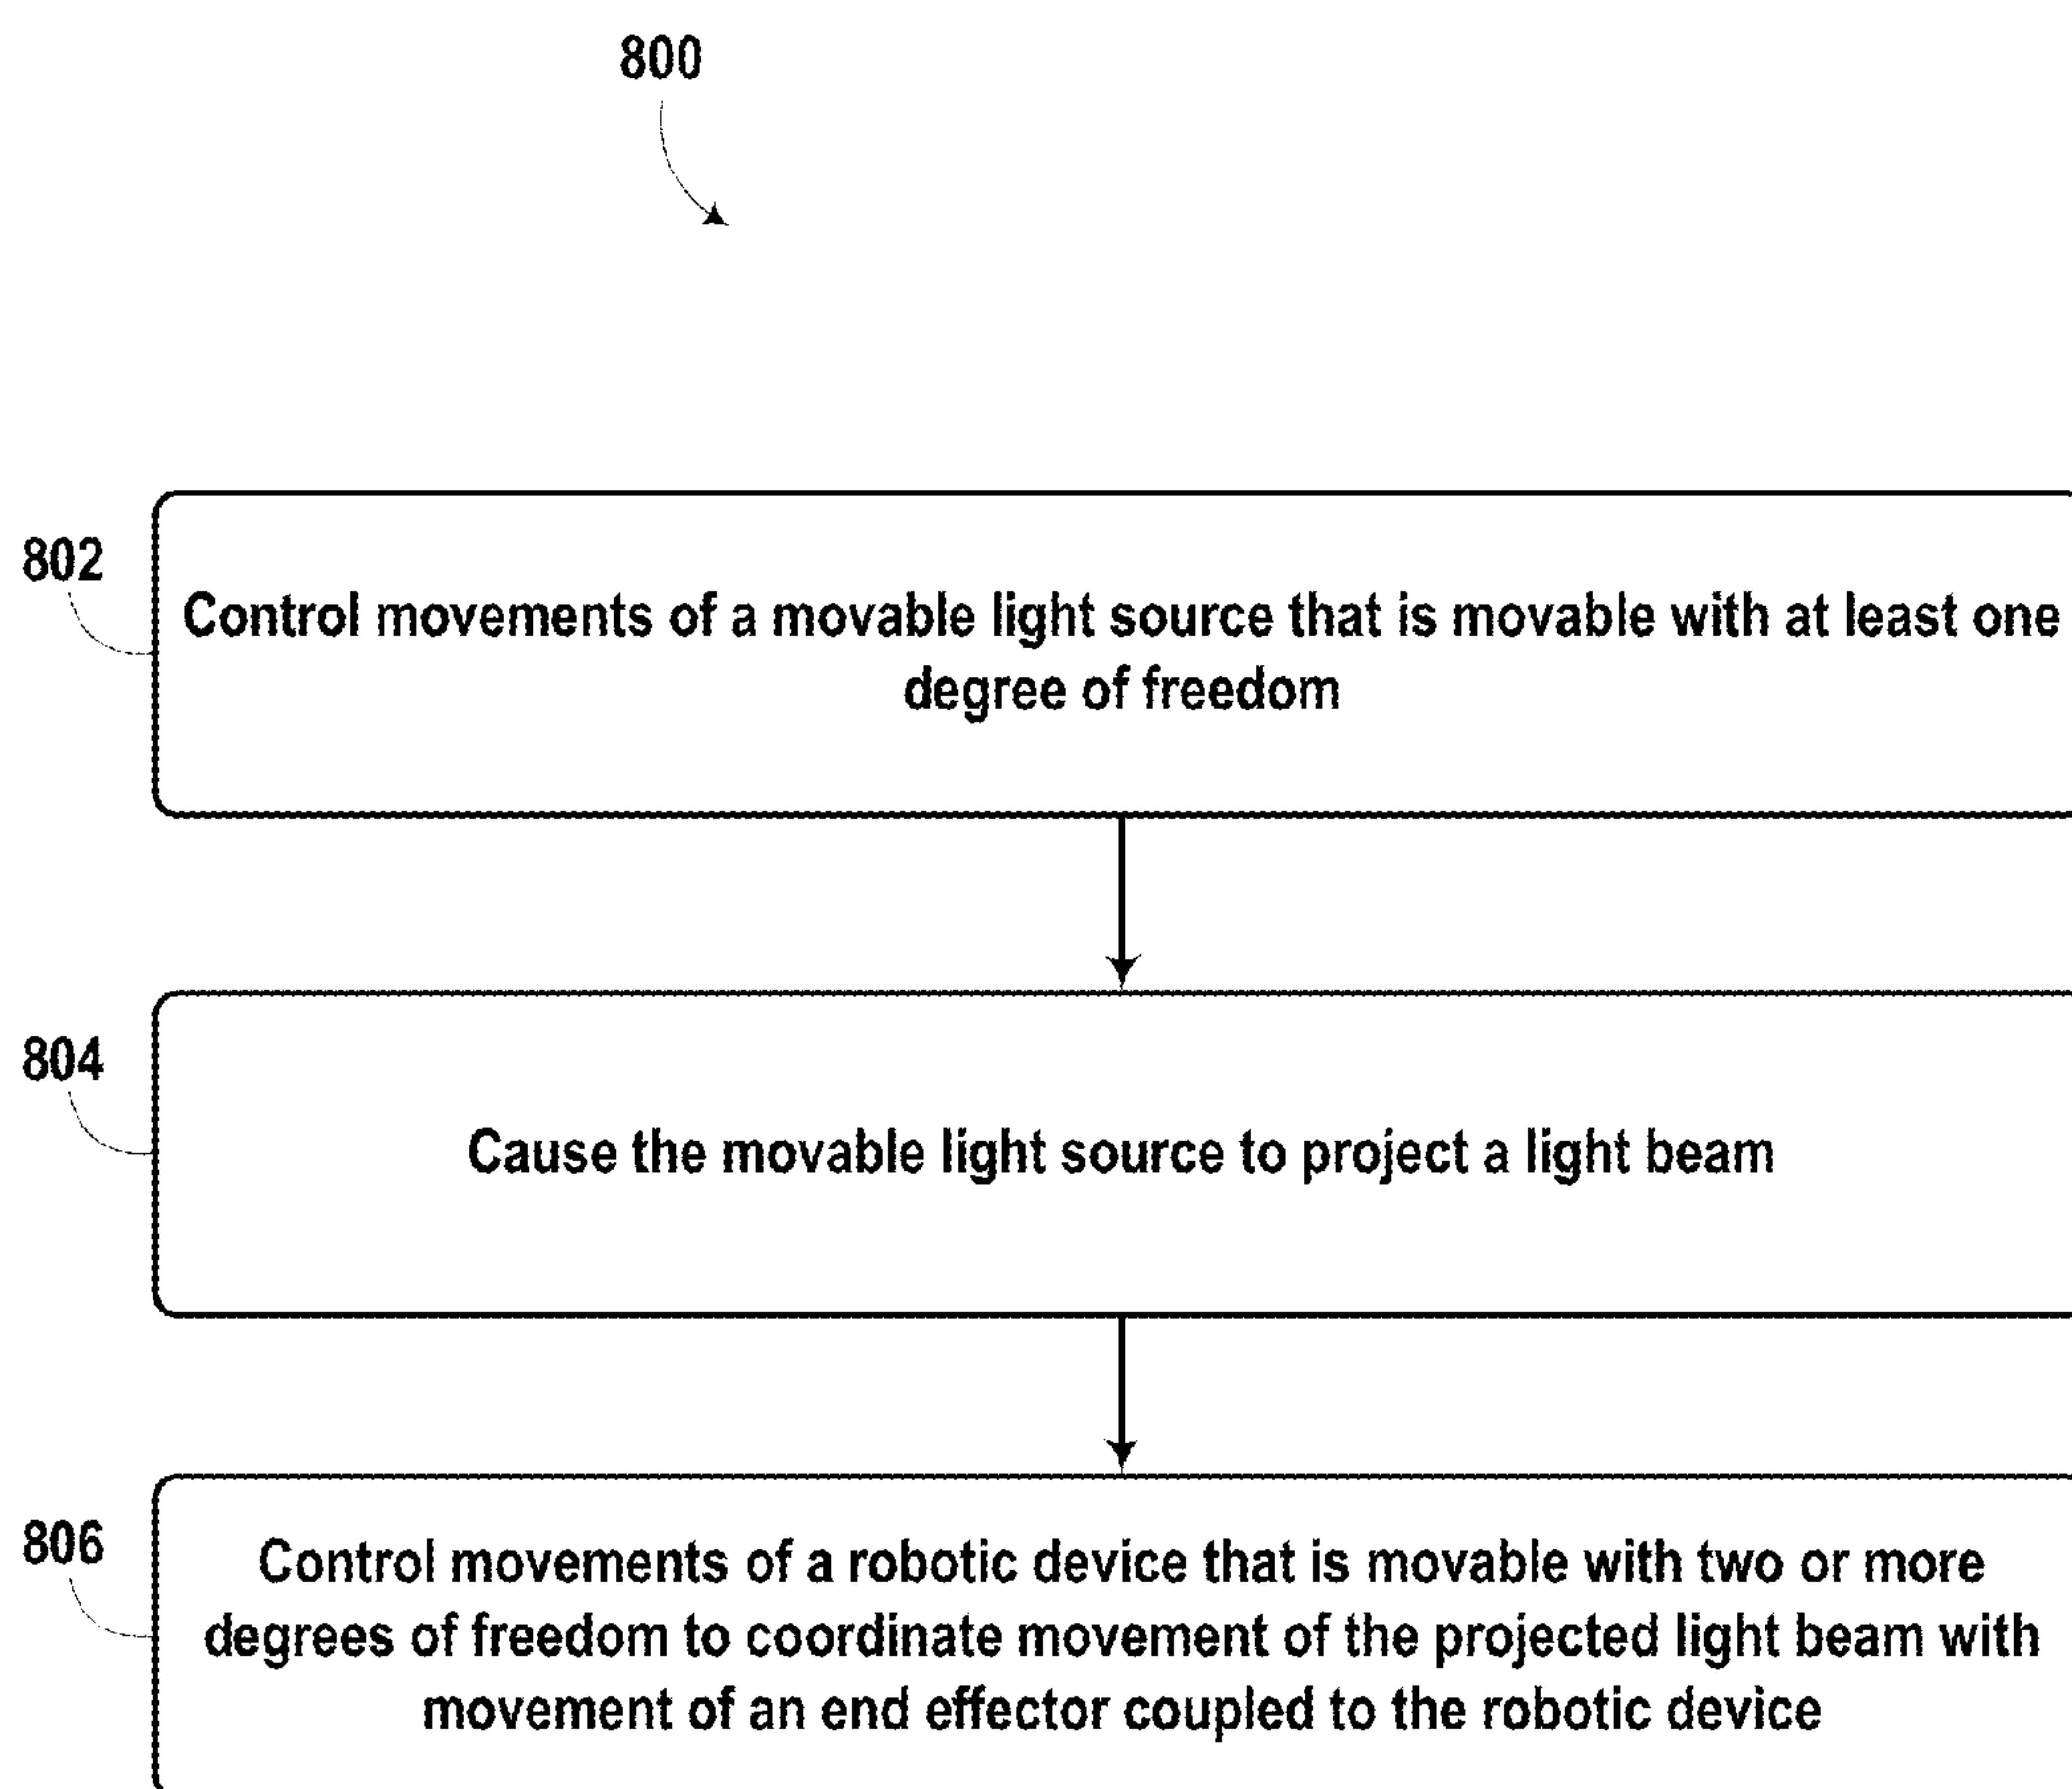 800
802
Control movements of a movable light source that is movable with at least one
degree of freedom
804
Cause the movable light source to project a light beam
806
Control movements of a robotic device that is movable with two or more
degrees of freedom to coordinate movement of the projected light beam with
movement of an end effector coupled to the robotic device